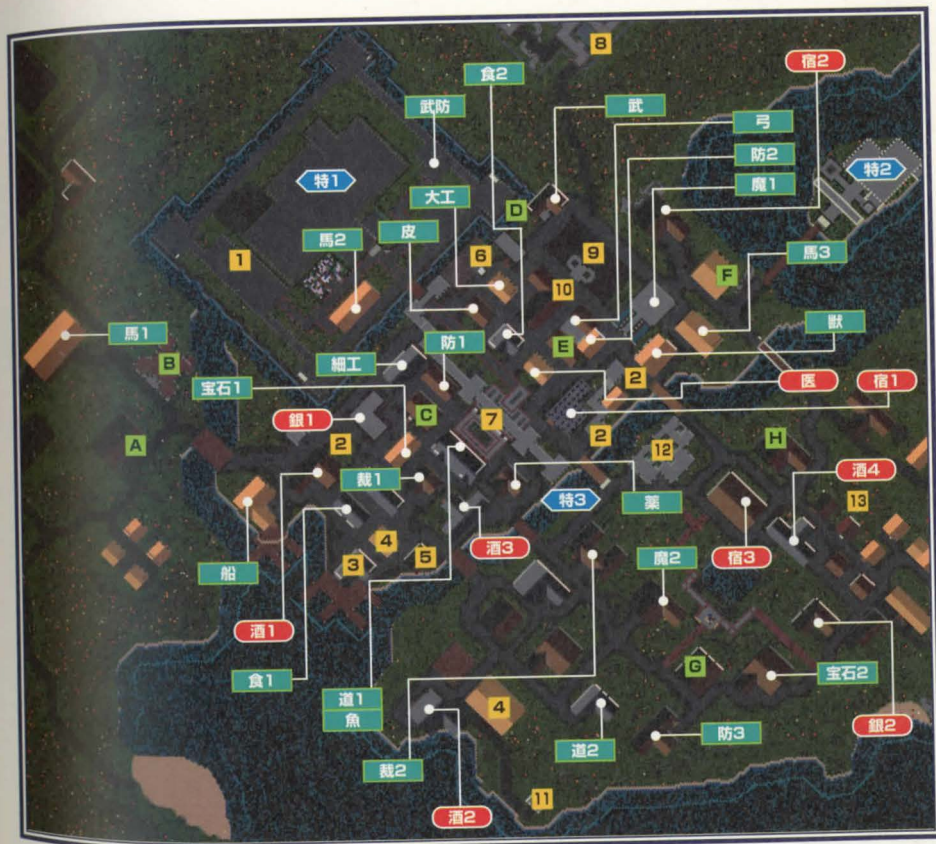 8
宿2
食2
武防
武
弓
防2
特2
特1
大工
魔1
D
皮
馬2
馬3
6
9
1
F
10
馬1
防1
獣
E
B
細工
宝石1
2
医
宿1
C
銀1
7
2
2
A
12
H
裁1
酒4
特3
薬
13
4
酒3
3
5
魔2
宿3
船
酒1
G
食1
宝石2
道1
魚
4
銀2
道2
防3
裁2
11
酒2